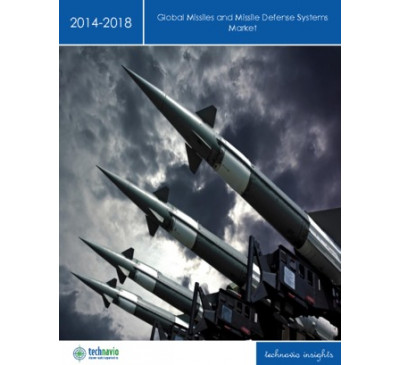 2014-2018
Global Missiles and Missile Defense Systems
Market
technavio
technavio insights